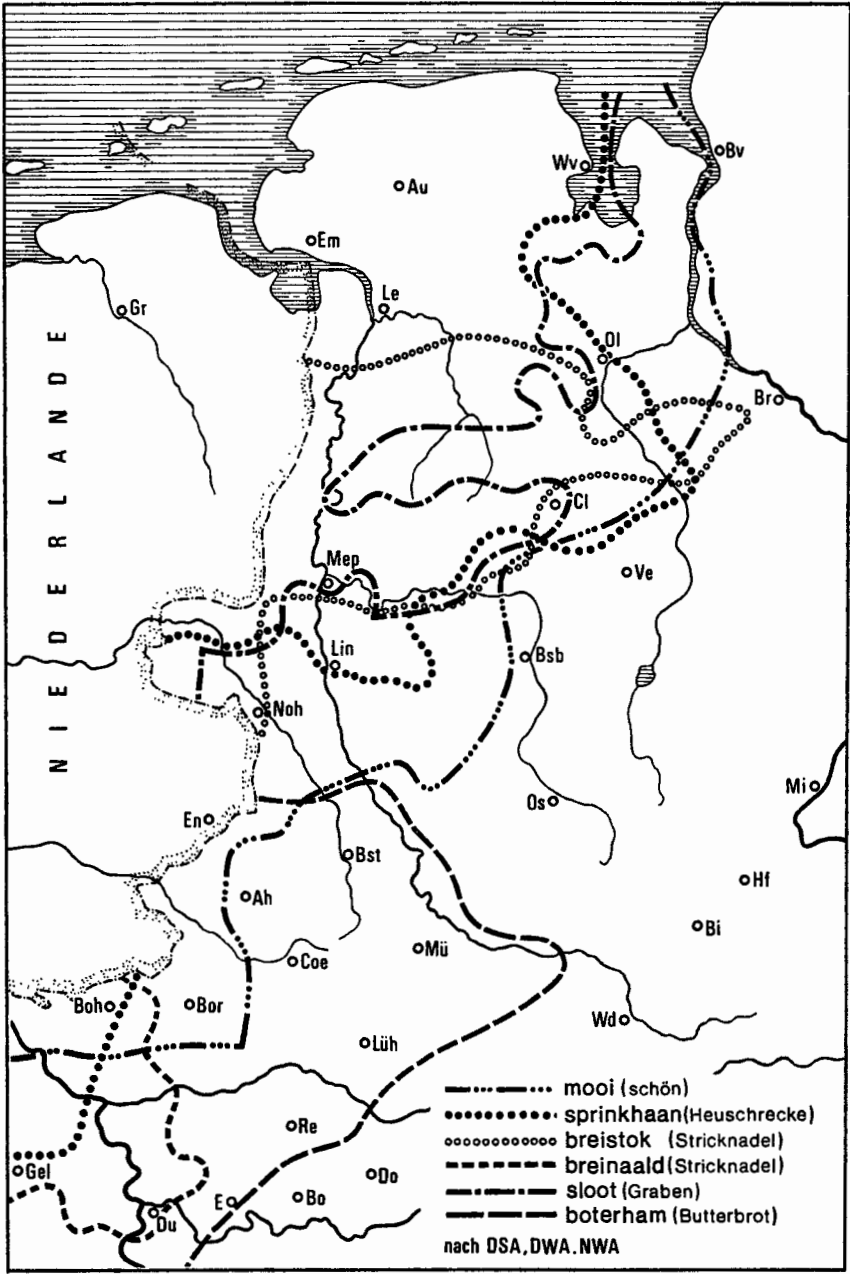 Bv
Wv
Au
Em
Le
Gr
Ol
Br
NIEDERLANDE
Cl
Mep
Ve
Lin
Bsb
Noh
Mi
Os
En
Bst
Hf
Ah
Bi
Mü
Coe
Boh
Bor
Wd
Lüh
Re
Gel
Do
E
Bo
Du
mooi (schön)
sprinkhaan (Heuschrecke)
breistok (Stricknadel)
breinaald (Stricknadel)
sloot (Graben)
boterham (Butterbrot)
nach DSA, DWA. NWA